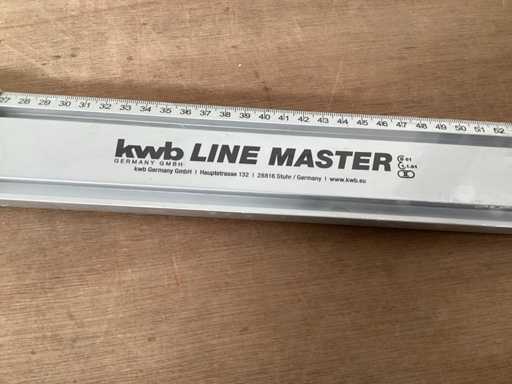 27 28 29 30 31 32 33 34 35 36 37 38 39 40 41 42 43 44 45 46 47 48 49 50 51 52
kwb LINE MASTER
GERMANY GMBH
kwb Germany GmbH | Hauptstrasse 132 | 28816 Stuhr / Germany | www.kwb.eu